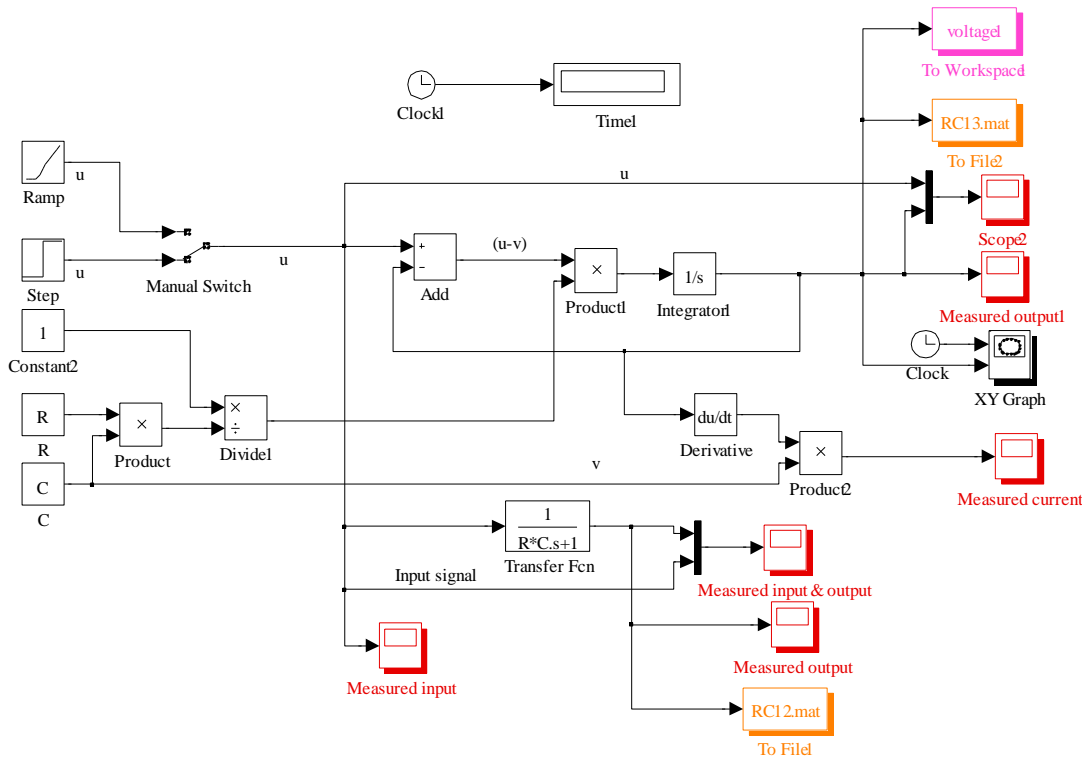 voltage1
To Workspace1
Clock1
Time1
RC13.mat
To File2
u
Ramp
u
Scope2
u
Step
Manual Switch
u
+
−
Add
(u-v)
×
Product1
1/s
Integrator1
Measured output1
1
Constant2
Clock
XY Graph
R
R
×
Product
×
÷
Divide1
du/dt
Derivative
×
Product2
Measured current
C
C
v
1
R*C.s+1
Transfer Fcn
Input signal
Measured input & output
Measured input
Measured output
RC12.mat
To File1